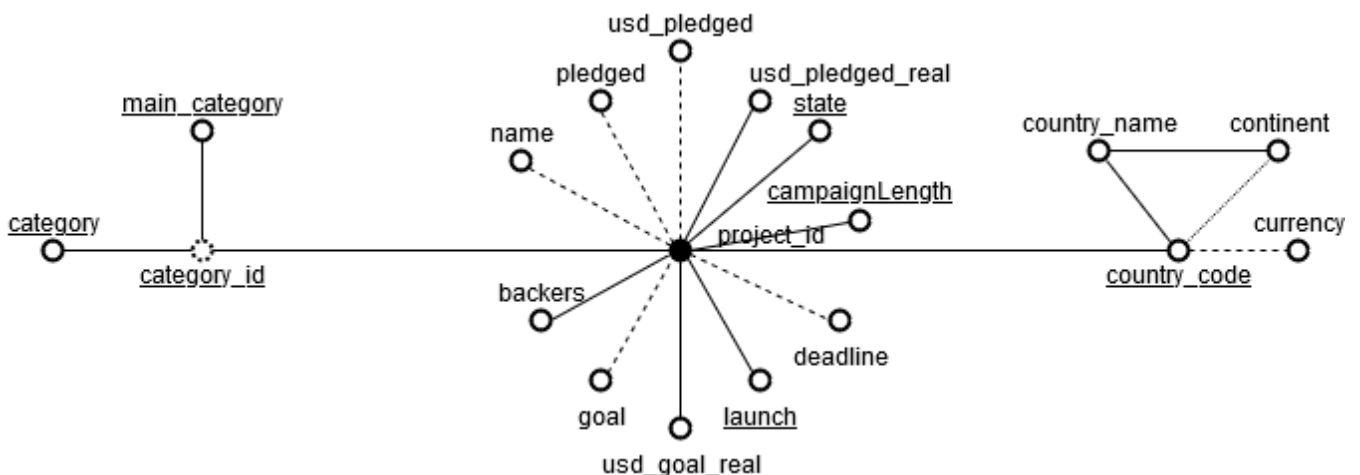 usd_pledged
pledged
usd_pledged_real
main_category
state
name
country_name
continent
campaignLength
category
project_id
currency
category_id
country_code
backers
deadline
goal
launch
usd_goal_real